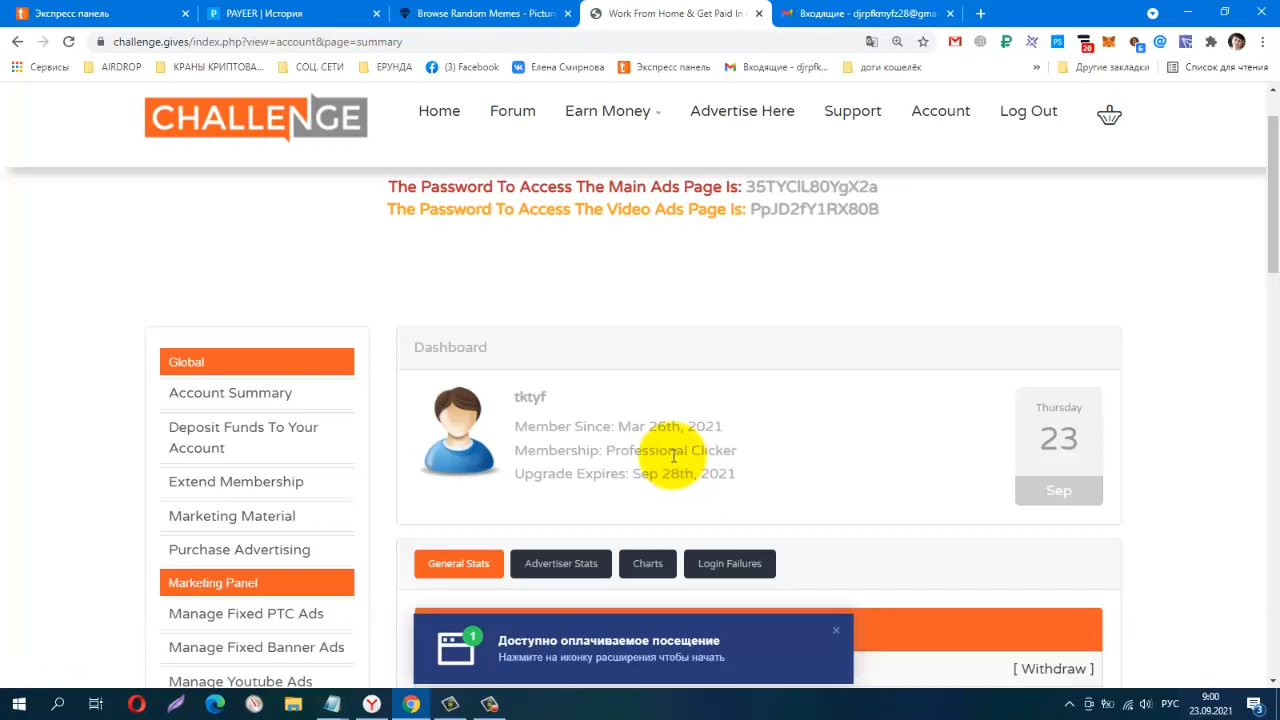 Экспресс панель
PAYEER // История
Browse Random Memes - Pictur
Work From Home & Get Paid In
Входящие - djrpfkmyfz28@gma
challenge.gives/index.php?view=account&page=summary
20
6
Сервисы
AIRDROP
КРАНЫ КРИПТОВА...
СОЦ. СЕТИ
ЕРУНДА
(3) Facebook
Елена Смирнова
Экспресс панель
Входящие - djrpfk...
доги кошелёк
»
Другие закладки
Список для чтения
CHALLENGE
Home
Forum
Earn Money
Advertise Here
Support
Account
Log Out
The Password To Access The Main Ads Page Is: 35TYClL80YgX2a
The Password To Access The Video Ads Page Is: PpJD2fY1RX80B
Global
Account Summary
Deposit Funds To Your
Account
Extend Membership
Marketing Material
Purchase Advertising
Marketing Panel
Manage Fixed PTC Ads
Manage Fixed Banner Ads
Manage Youtube Ads
Dashboard
tktyf
Member Since: Mar 26th, 2021
Membership: Professional Clicker
Upgrade Expires: Sep 28th, 2021
Thursday
23
Sep
General Stats
Advertiser Stats
Charts
Login Failures
1
Доступно оплачиваемое посещение
Нажмите на иконку расширения чтобы начать
[ Withdraw ]
РУС
9:00
23.09.2021